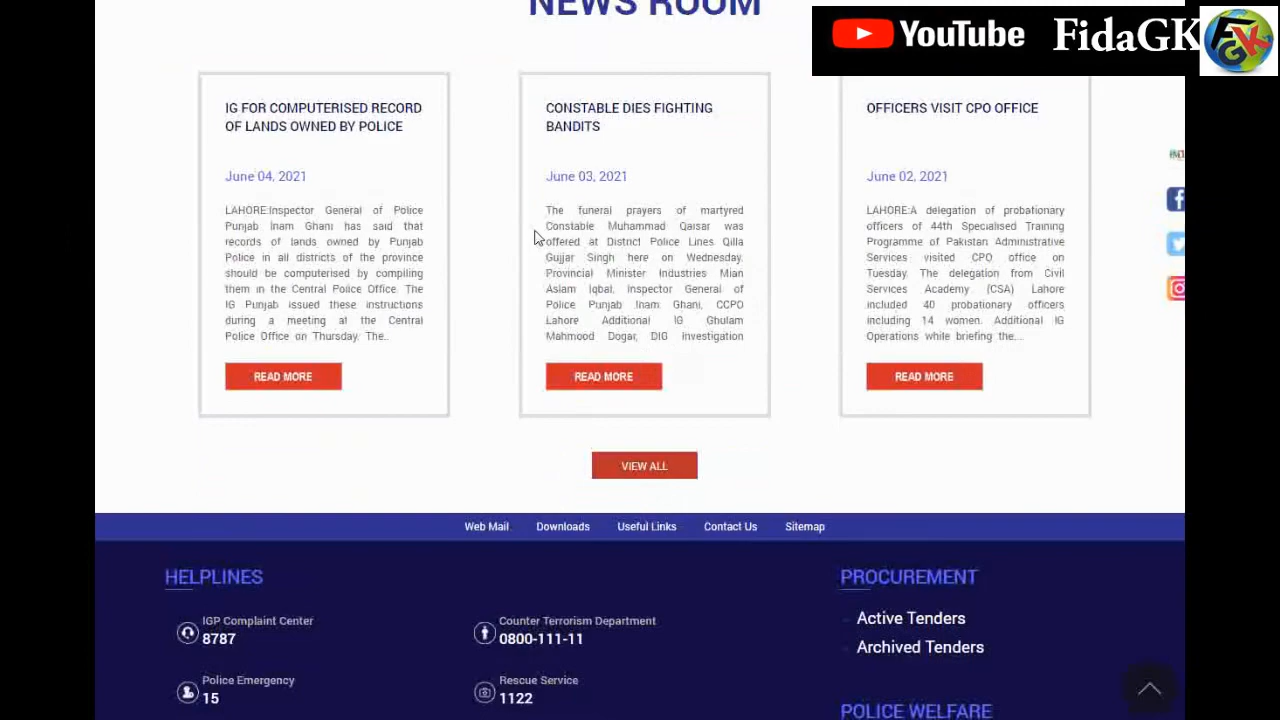 NEWS ROOM
YouTube FidaGK
IG FOR COMPUTERISED RECORD
OF LANDS OWNED BY POLICE
June 04, 2021
LAHORE:Inspector General of Police
Punjab Inam Ghani has said that
records of lands owned by Punjab
Police in all districts of the province
should be computerised by compiling
them in the Central Police Office. The
IG Punjab issued these instructions
during a meeting at the Central
Police Office on Thursday. The..
READ MORE
CONSTABLE DIES FIGHTING
BANDITS
June 03, 2021
The funeral prayers of martyred
Constable Muhammad Qaisar was
offered at District Police Lines Qilla
Gujjar Singh here on Wednesday.
Provincial Minister Industries Mian
Aslam Iqbal, Inspector General of
Police Punjab Inam Ghani, CCPO
Lahore Additional IG Ghulam
Mahmood Dogar, DIG Investigation
READ MORE
OFFICERS VISIT CPO OFFICE
June 02, 2021
LAHORE:A delegation of probationary
officers of 44th Specialised Training
Programme of Pakistan Administrative
Services visited CPO office on
Tuesday. The delegation from Civil
Services Academy (CSA) Lahore
included 40 probationary officers
including 14 women. Additional IG
Operations while briefing the...
READ MORE
VIEW ALL
Web Mail Downloads Useful Links Contact Us Sitemap
HELPLINES
IGP Complaint Center
8787
Counter Terrorism Department
0800-111-11
Police Emergency
15
Rescue Service
1122
PROCUREMENT
Active Tenders
Archived Tenders
POLICE WELFARE